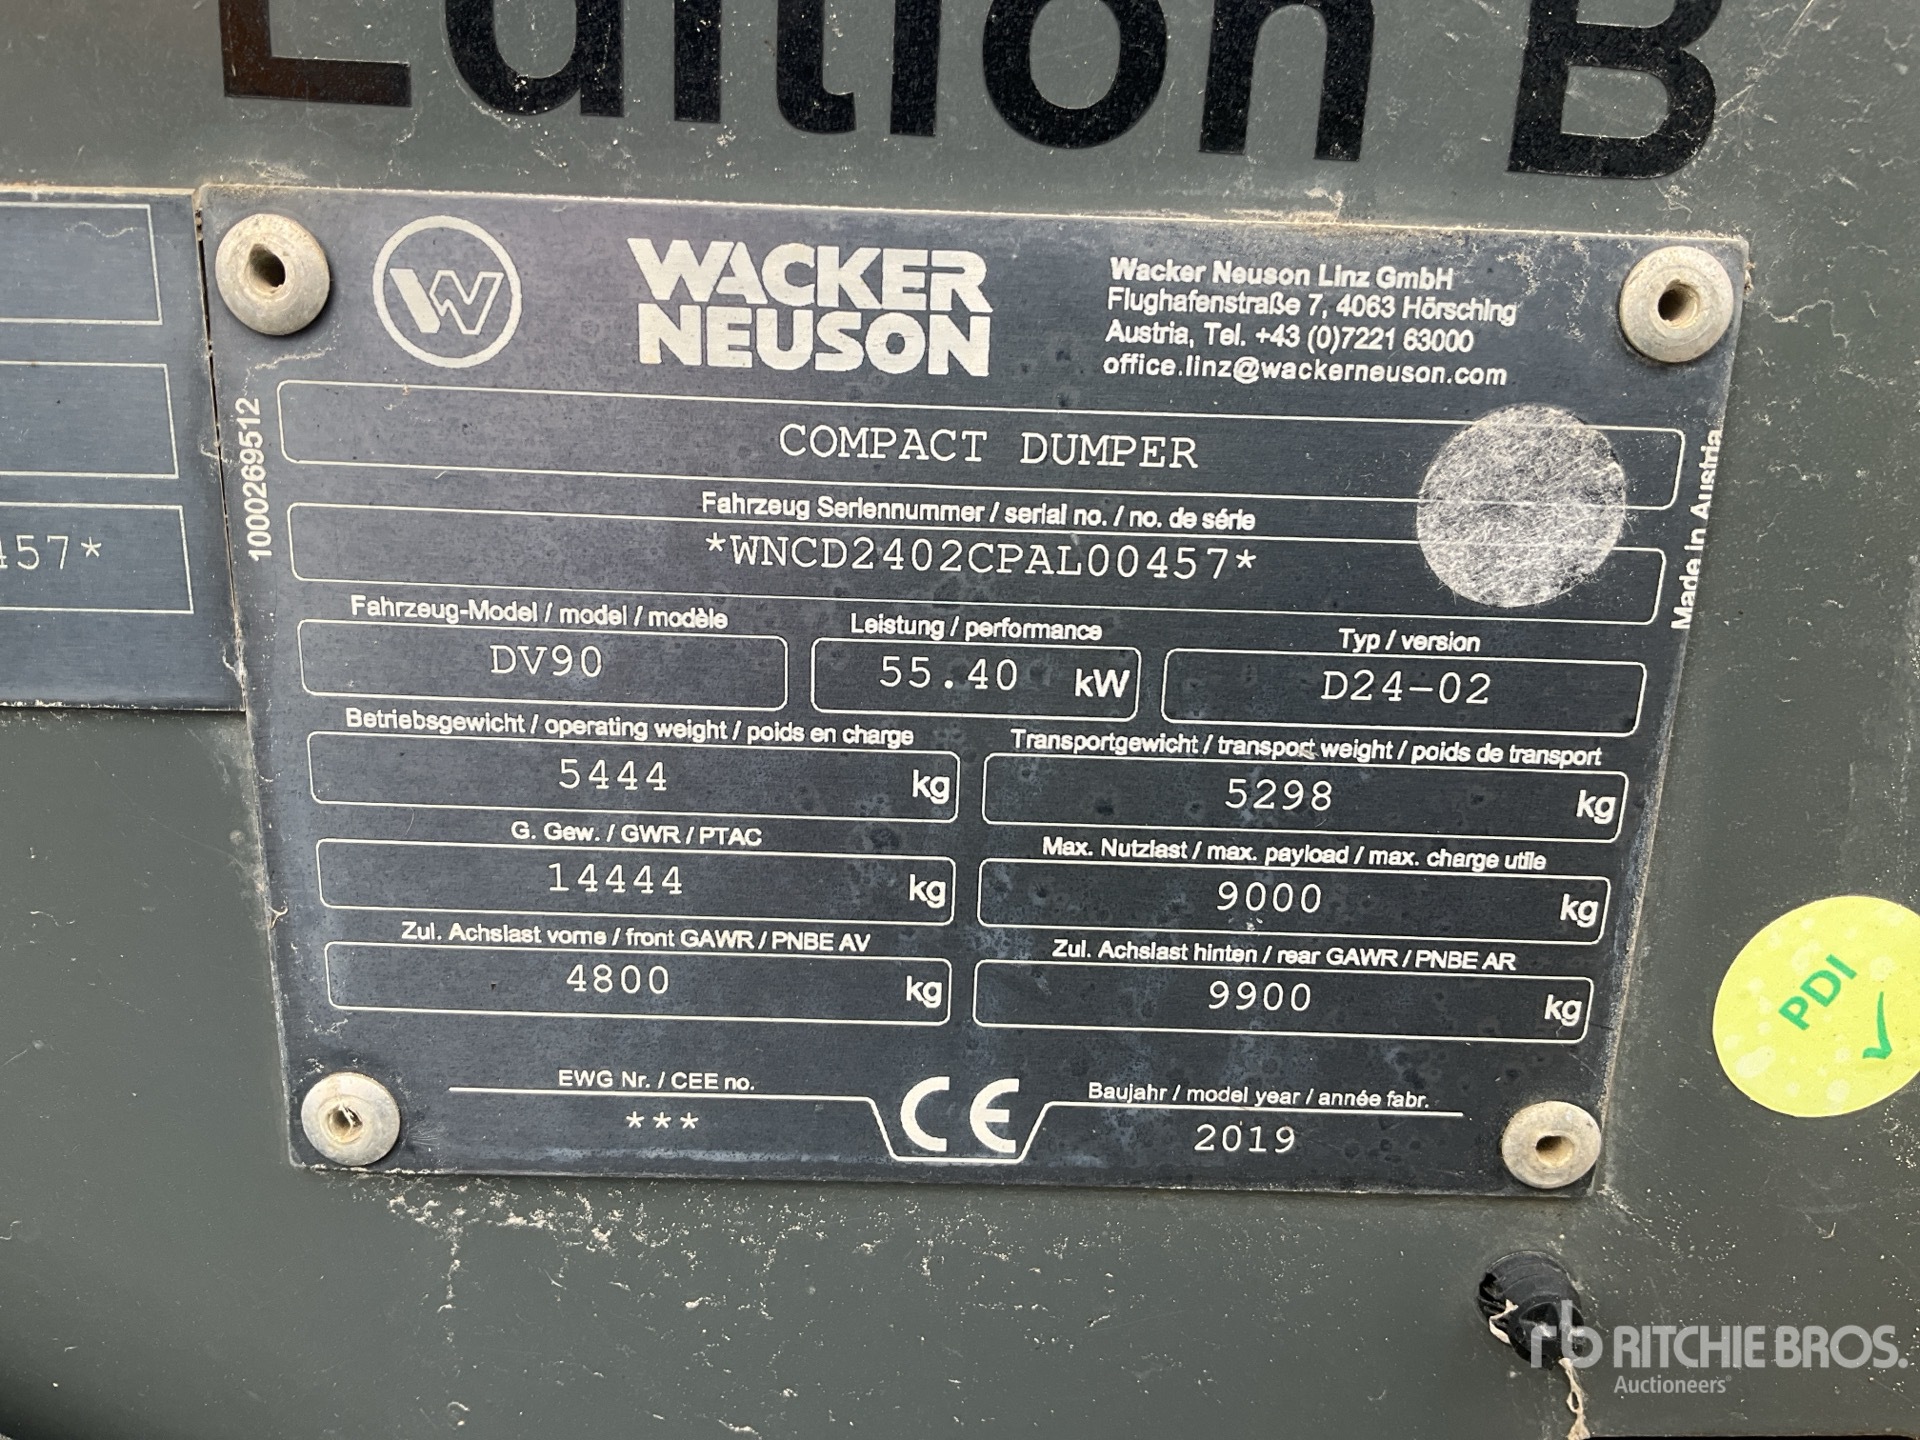 Edition B
WACKER
NEUSON
Wacker Neuson Linz GmbH
Flughafenstraße 7, 4063 Hörsching
Austria, Tel. +43 (0)7221 63000
office.linz@wackerneuson.com
1000269512
COMPACT DUMPER
Made in Austria
Fahrzeug Seriennummer / serial no. / no. de série
*WNCD2402CPAL00457*
457*
Fahrzeug-Model / model / modèle
DV90
Leistung / performance
55.40 kW
Typ / version
D24-02
Betriebsgewicht / operating weight / poids en charge
5444 kg
Transportgewicht / transport weight / poids de transport
5298 kg
G. Gew. / GWR / PTAC
14444 kg
Max. Nutzlast / max. payload / max. charge utile
9000 kg
Zul. Achslast vorne / front GAWR / PNBE AV
4800 kg
Zul. Achslast hinten / rear GAWR / PNBE AR
9900 kg
EWG Nr. / CEE no.
***
CE
Baujahr / model year / année fabr.
2019
PDI
rb RITCHIE BROS.
Auctioneers